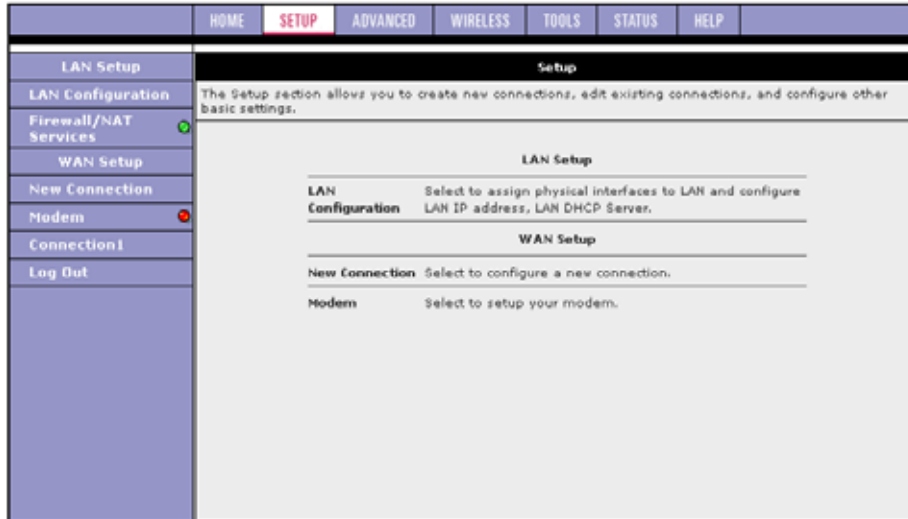 HOME SETUP ADVANCED WIRELESS TOOLS STATUS HELP
LAN Setup
LAN Configuration
Firewall/NAT
Services
WAN Setup
New Connection
Modem
Connection1
Log Out
Setup
The Setup section allows you to create new connections, edit existing connections, and configure other
basic settings.
LAN Setup
LAN Configuration Select to assign physical interfaces to LAN and configure
LAN IP address, LAN DHCP Server.
WAN Setup
New Connection Select to configure a new connection.
Modem Select to setup your modem.